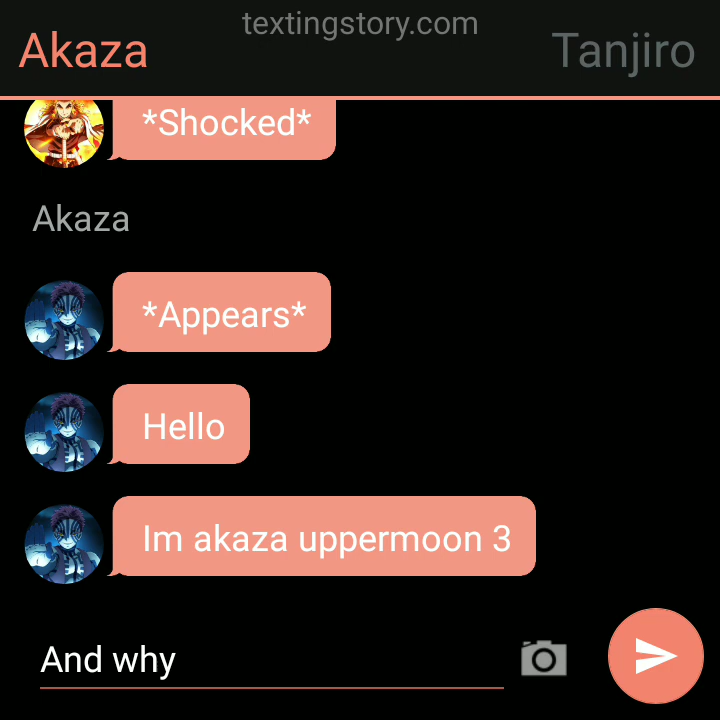 textingstory.com
Akaza
Tanjiro
*Shocked*
Akaza
*Appears*
Hello
Im akaza uppermoon 3
And why